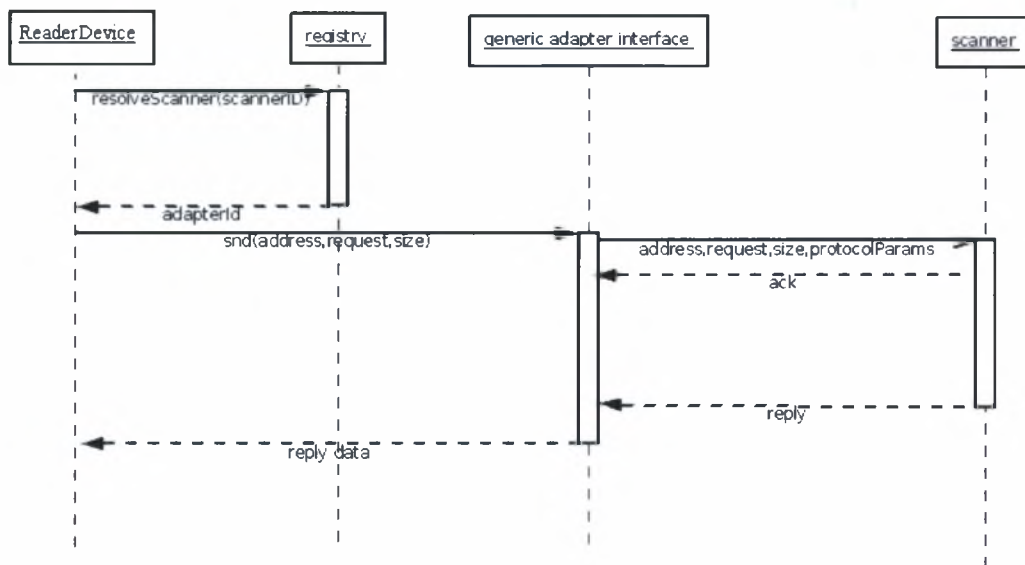 ReaderDevice
registry
generic adapter interface
scanner
resolveScanner(scannerID)
adapterId
snd(address,request,size)
address,request,size,protocolParams
ack
reply
reply data